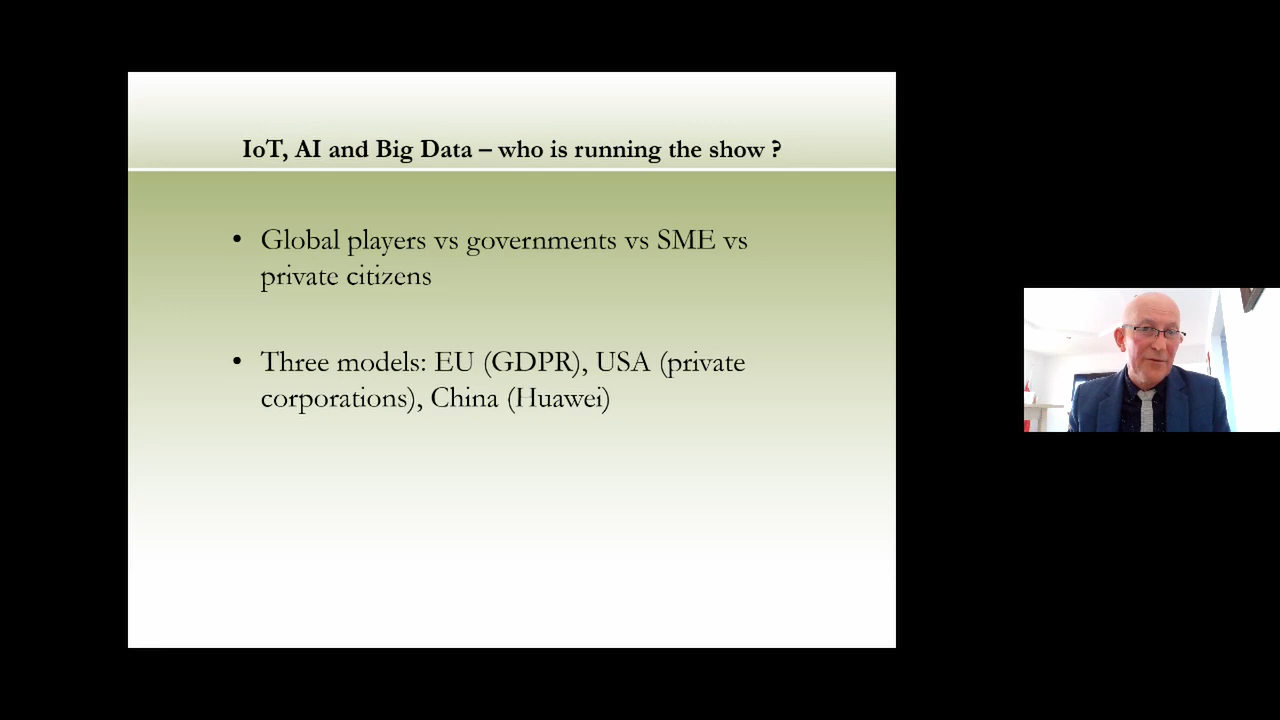 IoT, AI and Big Data – who is running the show ?
• Global players vs governments vs SME vs
private citizens
• Three models: EU (GDPR), USA (private
corporations), China (Huawei)